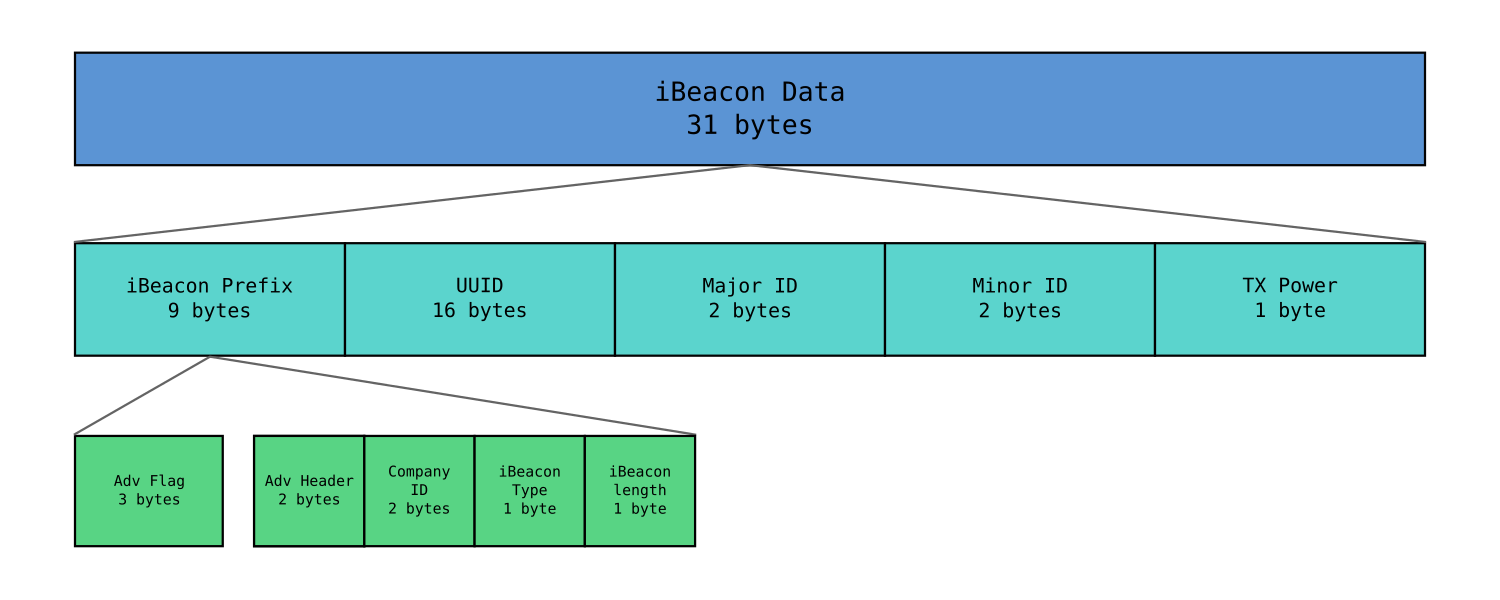 iBeacon Data
31 bytes
iBeacon Prefix
9 bytes
UUID
16 bytes
Major ID
2 bytes
Minor ID
2 bytes
TX Power
1 byte
Adv Flag
3 bytes
Adv Header
2 bytes
Company
ID
2 bytes
iBeacon
Type
1 byte
iBeacon
length
1 byte